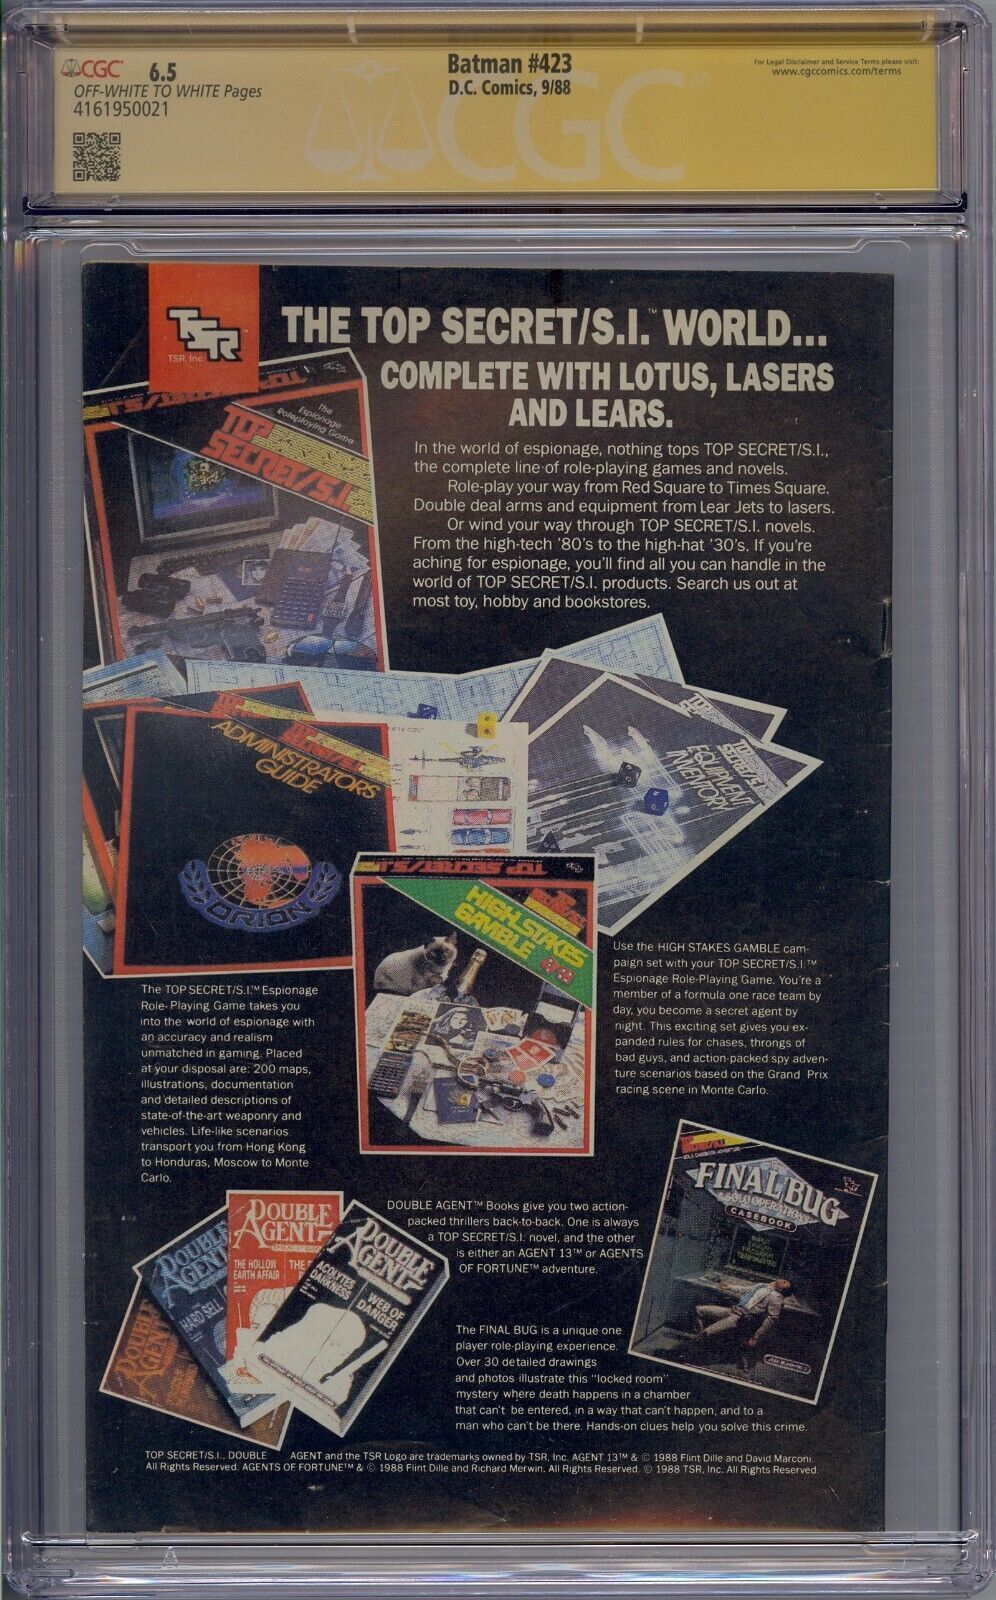 CGC 6.5
OFF-WHITE TO WHITE Pages
4161950021
Batman #423
D.C. Comics, 9/88
For Legal Disclaimer and Service Terms please visit:
www.cgccomics.com/terms
CGC
TSR™
TSR, Inc.
THE TOP SECRET/S.I.™ WORLD...
COMPLETE WITH LOTUS, LASERS
AND LEARS.
In the world of espionage, nothing tops TOP SECRET/S.I.,
the complete line of role-playing games and novels.
Role-play your way from Red Square to Times Square.
Double deal arms and equipment from Lear Jets to lasers.
Or wind your way through TOP SECRET/S.I. novels.
From the high-tech '80's to the high-hat '30's. If you're
aching for espionage, you'll find all you can handle in the
world of TOP SECRET/S.I. products. Search us out at
most toy, hobby and bookstores.
TOP SECRET/S.I.
The
Espionage
Roleplaying Game
TOP
SECRET/S.I.
ADMINISTRATORS
GUIDE
ORION
TOP
SECRET/S.I.
EQUIPMENT
INVENTORY
TOP SECRET/S.I.
HIGH STAKES
GAMBLE
The TOP SECRET/S.I.™ Espionage
Role-Playing Game takes you
into the world of espionage with
an accuracy and realism
unmatched in gaming. Placed
at your disposal are: 200 maps,
illustrations, documentation
and detailed descriptions of
state-of-the-art weaponry and
vehicles. Life-like scenarios
transport you from Hong Kong
to Honduras, Moscow to Monte
Carlo.
Use the HIGH STAKES GAMBLE cam-
paign set with your TOP SECRET/S.I.™
Espionage Role-Playing Game. You're a
member of a formula one race team by
day, you become a secret agent by
night. This exciting set gives you ex-
panded rules for chases, throngs of
bad guys, and action-packed spy adven-
ture scenarios based on the Grand Prix
racing scene in Monte Carlo.
FINAL BUG
CASEBOOK
DOUBLE AGENT™ Books give you two action-
packed thrillers back-to-back. One is always
a TOP SECRET/S.I. novel, and the other
is either an AGENT 13™ or AGENTS
OF FORTUNE™ adventure.
DOUBLE
AGENT
DOUBLE
AGENT
HARD SELL
DOUBLE
AGENT
THE HOLLOW
EARTH AFFAIR
THE
DOUBLE
AGENT
ACOLYTES
DARKNESS
WEB OF
DANGER
The FINAL BUG is a unique one
player role-playing experience.
Over 30 detailed drawings
and photos illustrate this "locked room"
mystery where death happens in a chamber
that can't be entered, in a way that can't happen, and to a
man who can't be there. Hands-on clues help you solve this crime.
TOP SECRET/S.I., DOUBLE AGENT and the TSR Logo are trademarks owned by TSR, Inc. AGENT 13™ & © 1988 Flint Dille and David Marconi.
All Rights Reserved. AGENTS OF FORTUNE™ & © 1988 Flint Dille and Richard Merwin. All Rights Reserved. © 1988 TSR, Inc. All Rights Reserved.